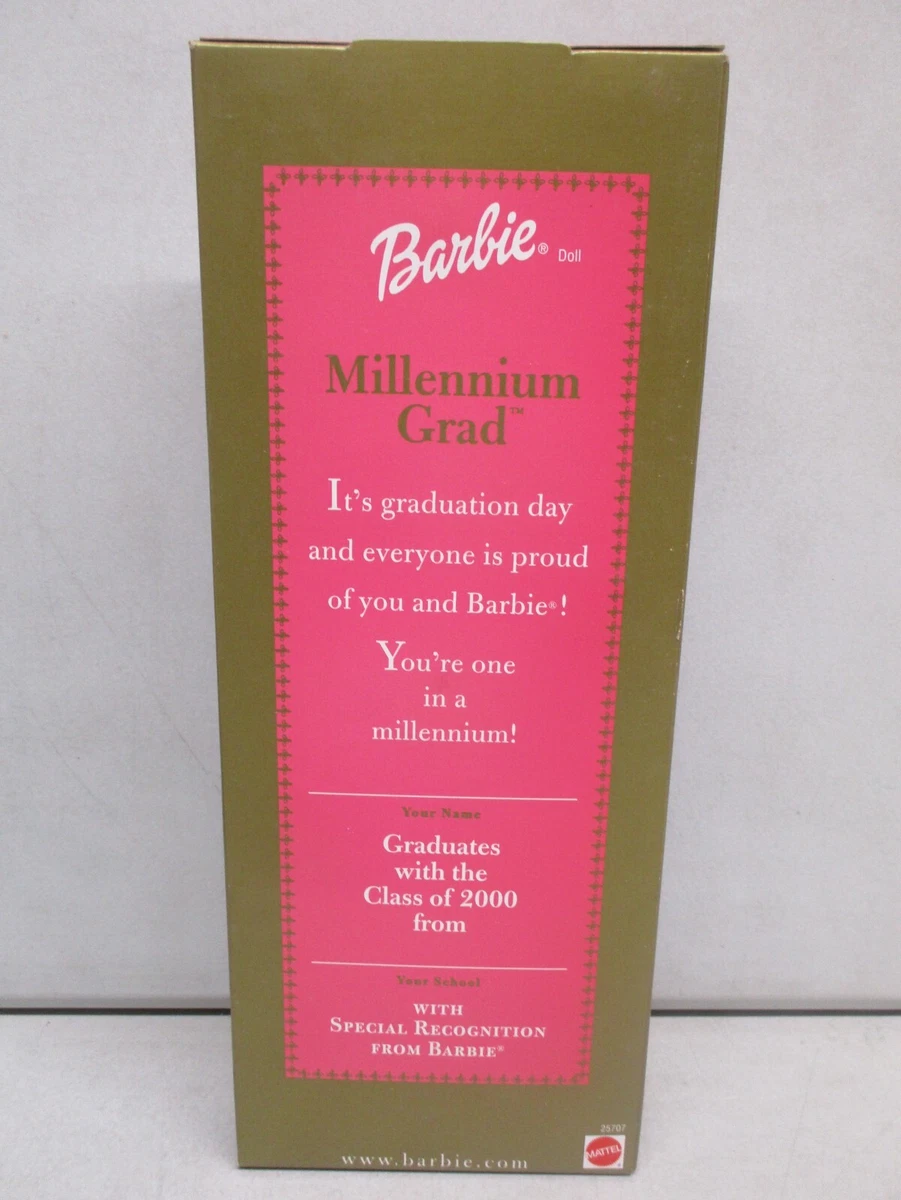 Barbie® Doll
Millennium
Grad™
It's graduation day
and everyone is proud
of you and Barbie®!
You're one
in a
millennium!
Your Name
Graduates
with the
Class of 2000
from
Your School
WITH
SPECIAL RECOGNITION
FROM BARBIE®
25707
MATTEL®
www.barbie.com